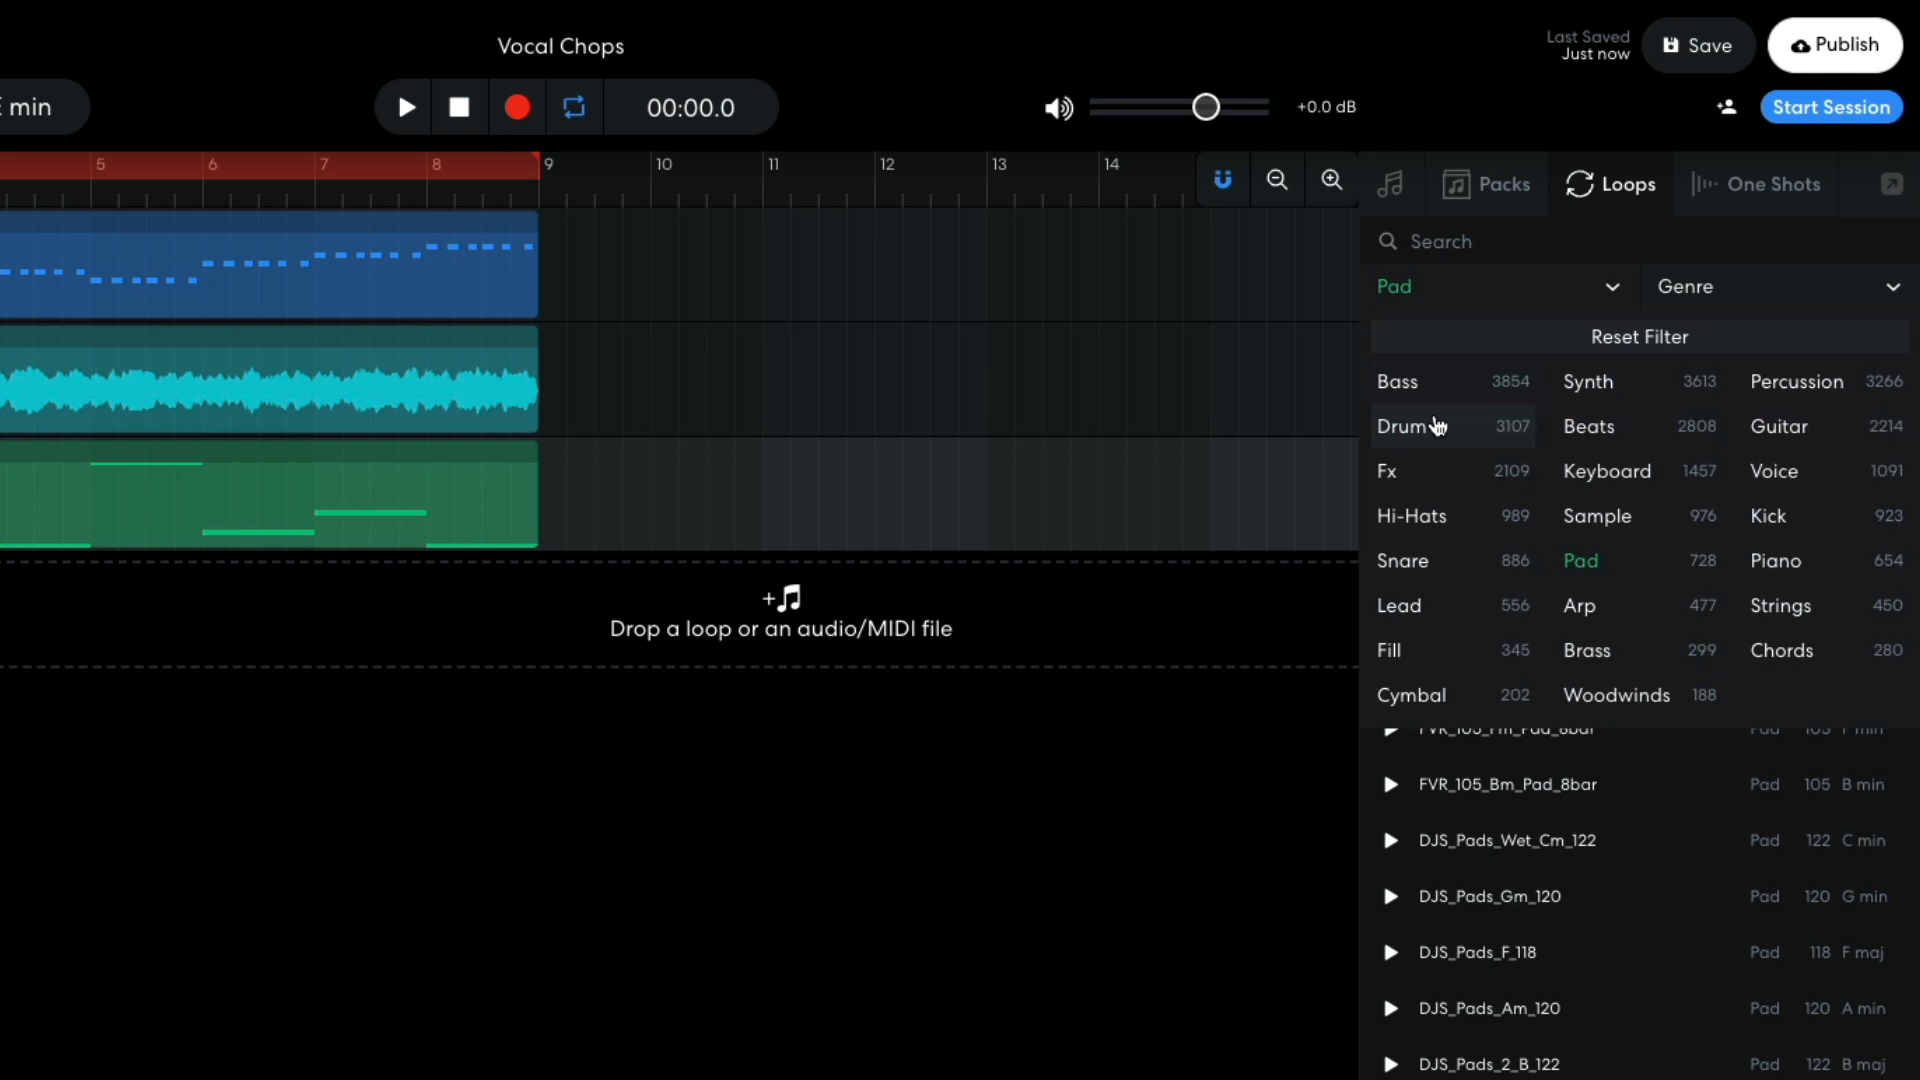 Vocal Chops
Last Saved
Just now
Save
Publish
min
00:00.0
+0.0 dB
Start Session
5 6 7 8 9 10 11 12 13 14
Packs
Loops
One Shots
Search
Pad
Genre
Reset Filter
Bass 3854 Synth 3613 Percussion 3266
Drum 3107 Beats 2808 Guitar 2214
Fx 2109 Keyboard 1457 Voice 1091
Hi-Hats 989 Sample 976 Kick 923
Snare 886 Pad 728 Piano 654
Lead 556 Arp 477 Strings 450
Fill 345 Brass 299 Chords 280
Cymbal 202 Woodwinds 188
Drop a loop or an audio/MIDI file
FVR_105_Fm_Pad_8bar Pad 105 F min
FVR_105_Bm_Pad_8bar Pad 105 B min
DJS_Pads_Wet_Cm_122 Pad 122 C min
DJS_Pads_Gm_120 Pad 120 G min
DJS_Pads_F_118 Pad 118 F maj
DJS_Pads_Am_120 Pad 120 A min
DJS_Pads_2_B_122 Pad 122 B maj